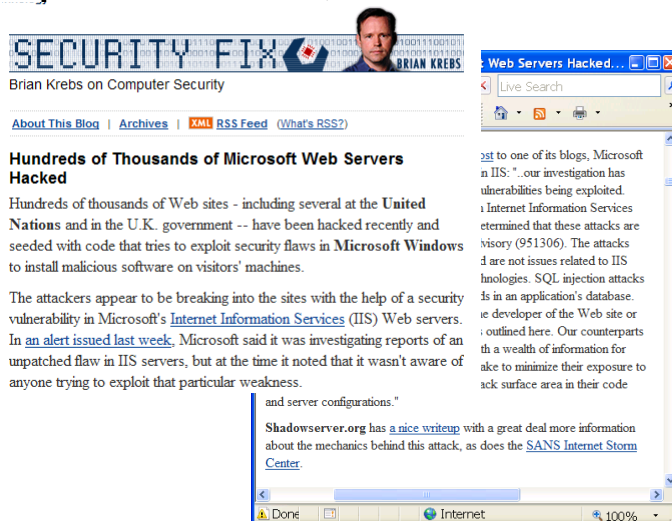 SECURITY FIX
BRIAN KREBS
Brian Krebs on Computer Security
About This Blog | Archives | XML RSS Feed (What's RSS?)
Hundreds of Thousands of Microsoft Web Servers
Hacked
Hundreds of thousands of Web sites - including several at the United
Nations and in the U.K. government -- have been hacked recently and
seeded with code that tries to exploit security flaws in Microsoft Windows
to install malicious software on visitors' machines.
The attackers appear to be breaking into the sites with the help of a security
vulnerability in Microsoft's Internet Information Services (IIS) Web servers.
In an alert issued last week, Microsoft said it was investigating reports of an
unpatched flaw in IIS servers, but at the time it noted that it wasn't aware of
anyone trying to exploit that particular weakness.
: Web Servers Hacked...
Live Search
to one of its blogs, Microsoft
n IIS: "..our investigation has
being exploited.
Internet Information Services
these attacks are
(951306). The attacks
are not issues related to IIS
SQL injection attacks
in an application's database.
developer of the Web site or
outlined here. Our counterparts
a wealth of information for
to minimize their exposure to
surface area in their code
and server configurations."
Shadowserver.org has a nice writeup with a great deal more information
about the mechanics behind this attack, as does the SANS Internet Storm
Center.
Done
Internet
100%